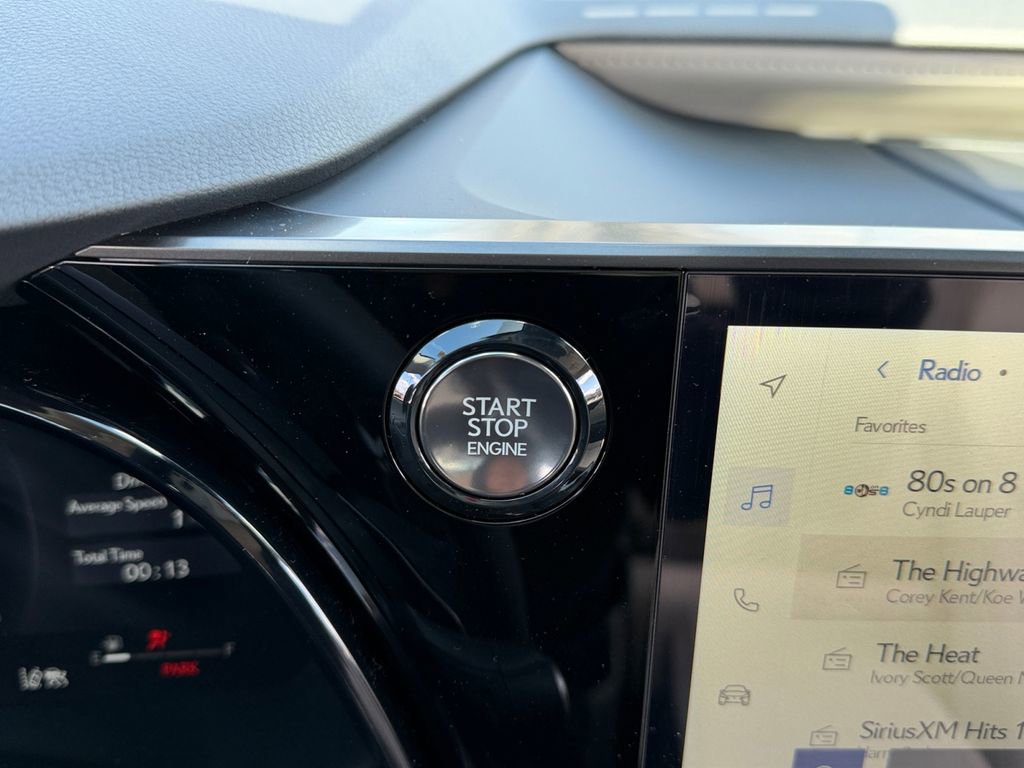 START
STOP
ENGINE
Average Speed
1
Total Time
00:13
E
F
PARK
Radio •
Favorites
80s on 8
Cyndi Lauper
The
Corey Kent/Koe
The Heat
Ivory Scott/Queen
SiriusXM Hits